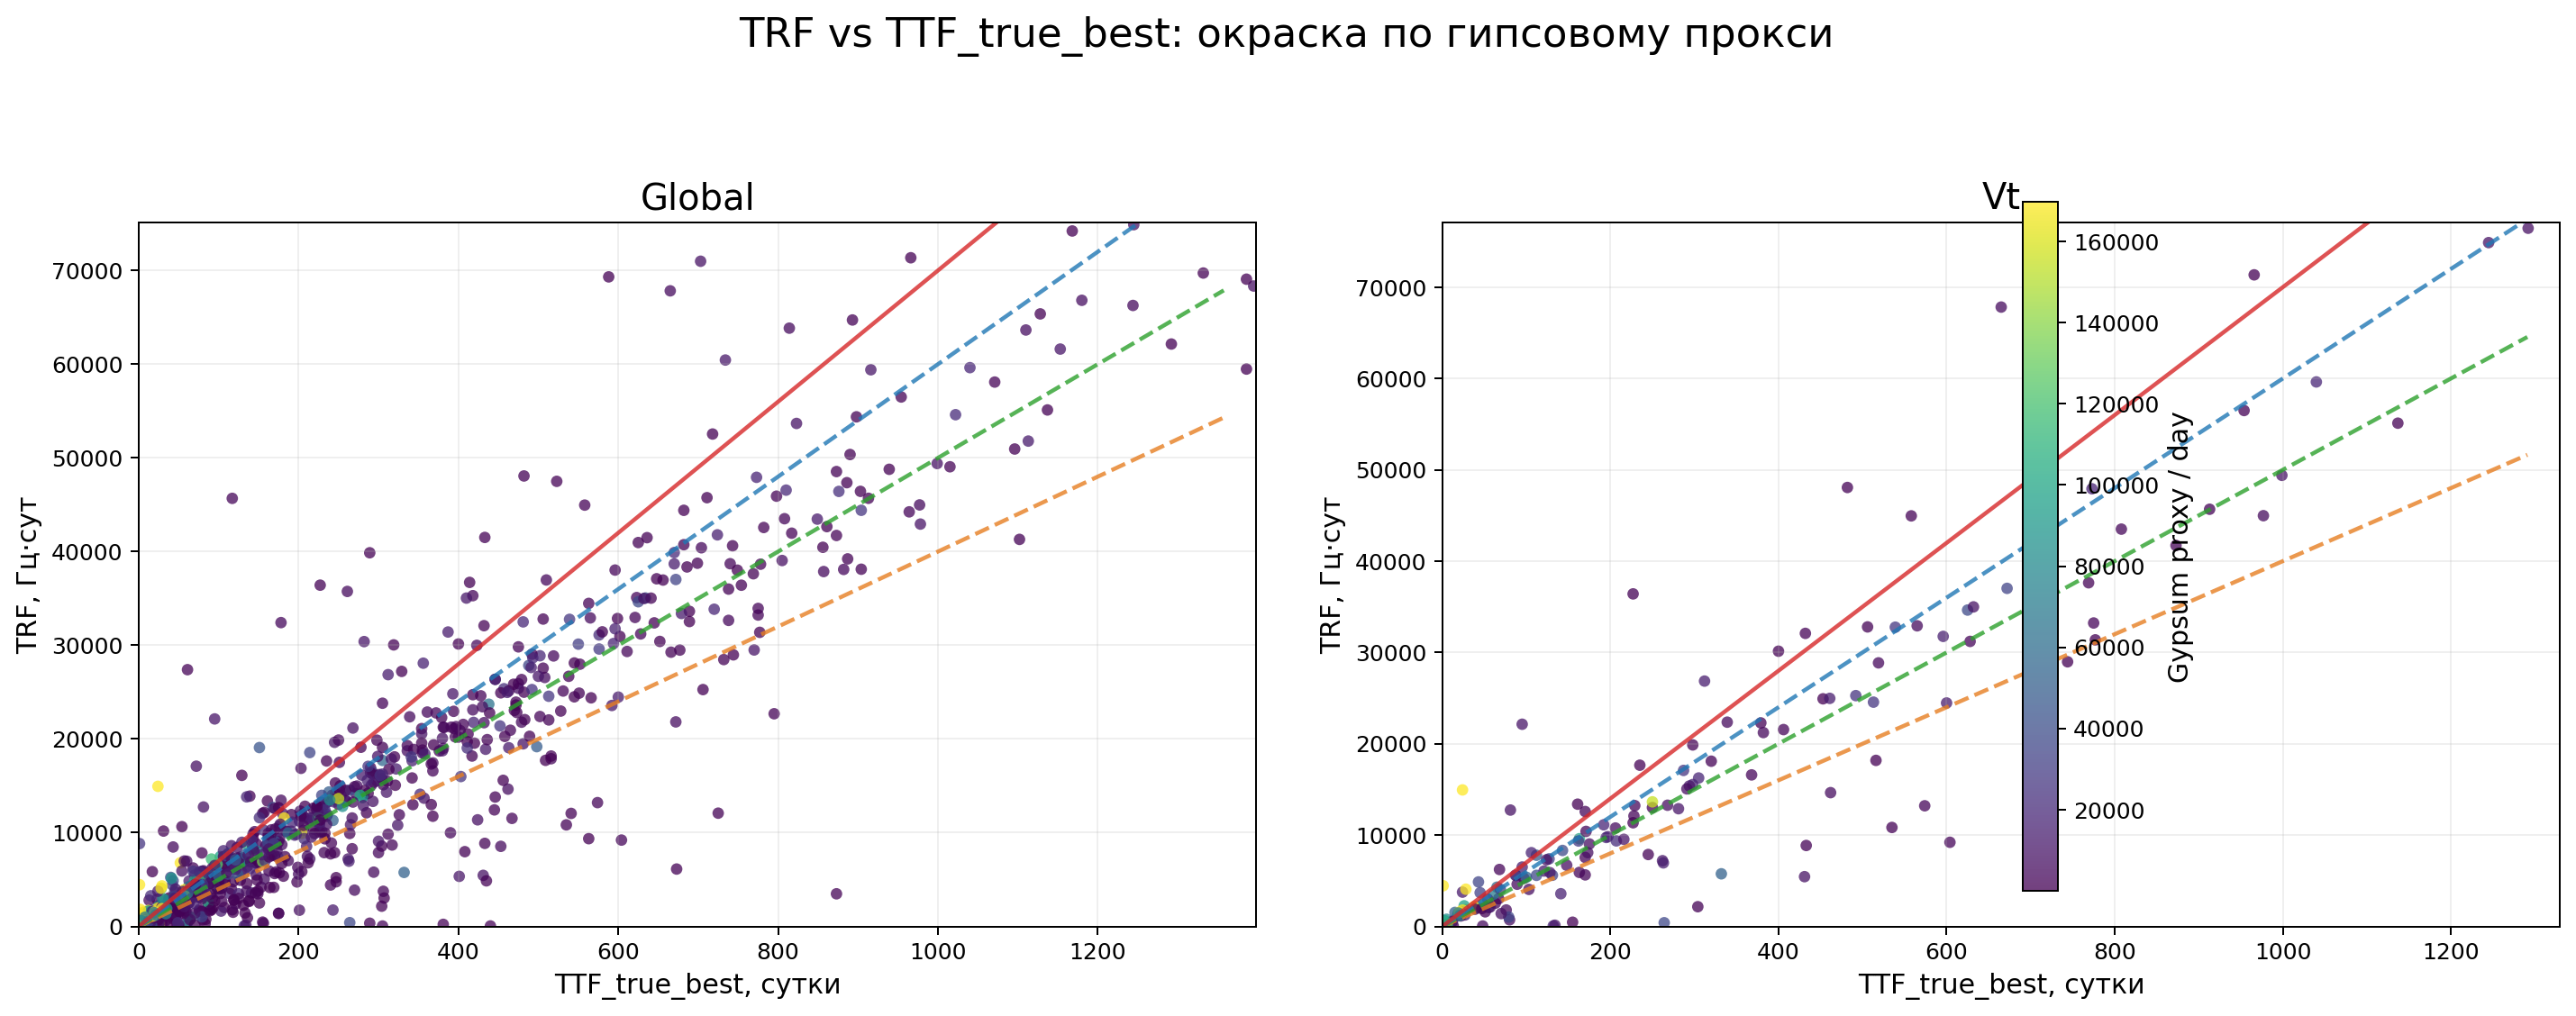 TRF vs TTF_true_best: окраска по гипсовому прокси
Global
TRF, Гц·сут
70000
60000
50000
40000
30000
20000
10000
0
0 200 400 600 800 1000 1200
TTF_true_best, сутки
Vt
TRF, Гц·сут
70000
60000
50000
40000
30000
20000
10000
0
0 200 400 600 800 1000 1200
TTF_true_best, сутки
160000
140000
120000
100000
80000
60000
40000
20000
Gypsum proxy / day